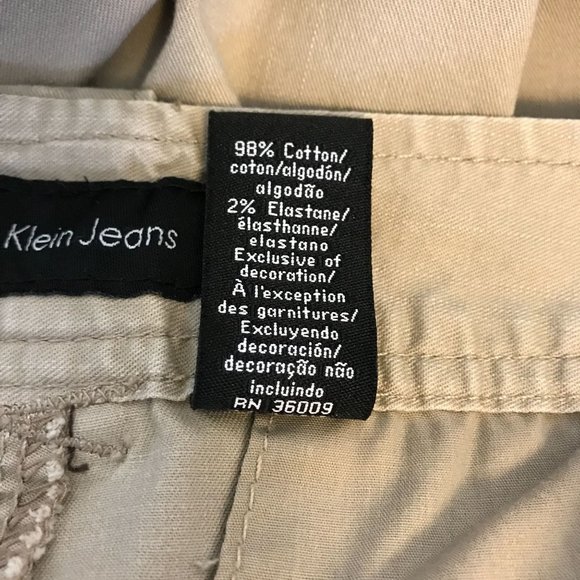 Klein Jeans
98% Cotton/
coton/algodón/
algodão
2% Elastane/
élasthanne/
elastano
Exclusive of
decoration/
À l'exception
des garnitures/
Excluyendo
decoración/
decoração não
incluindo
RN 36009